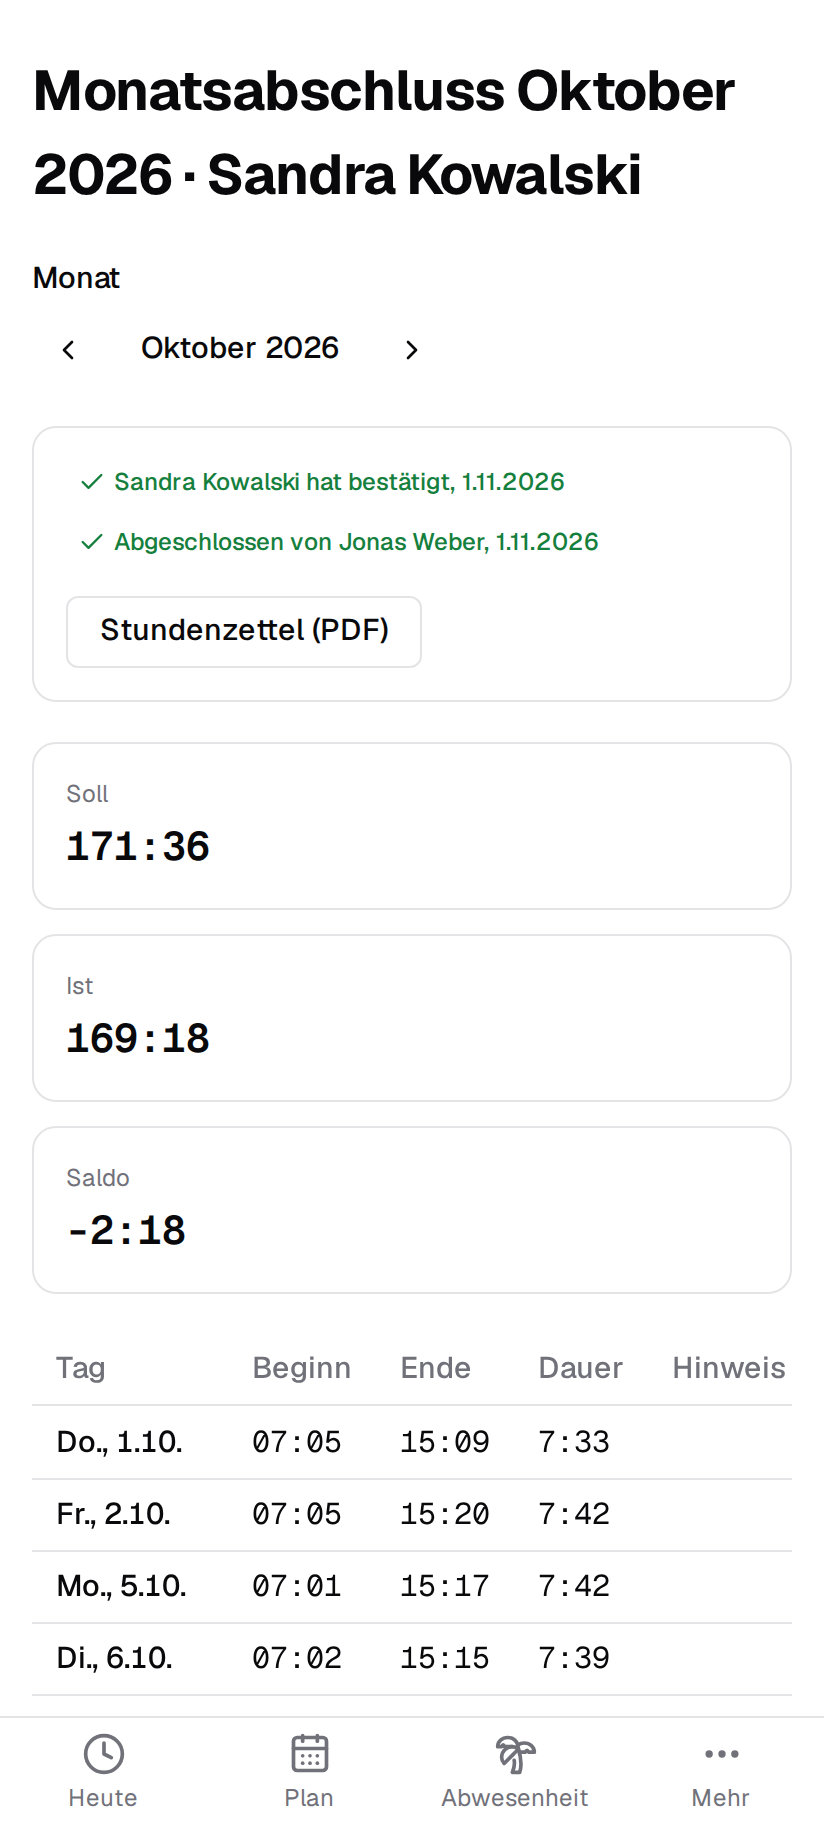 Monatsabschluss Oktober
2026 · Sandra Kowalski
Monat
Oktober 2026
Sandra Kowalski hat bestätigt, 1.11.2026
Abgeschlossen von Jonas Weber, 1.11.2026
Stundenzettel (PDF)
Soll
171:36
Ist
169:18
Saldo
-2:18
Tag Beginn Ende Dauer Hinweis
Do., 1.10. 07:05 15:09 7:33
Fr., 2.10. 07:05 15:20 7:42
Mo., 5.10. 07:01 15:17 7:42
Di., 6.10. 07:02 15:15 7:39
Heute Plan Abwesenheit Mehr